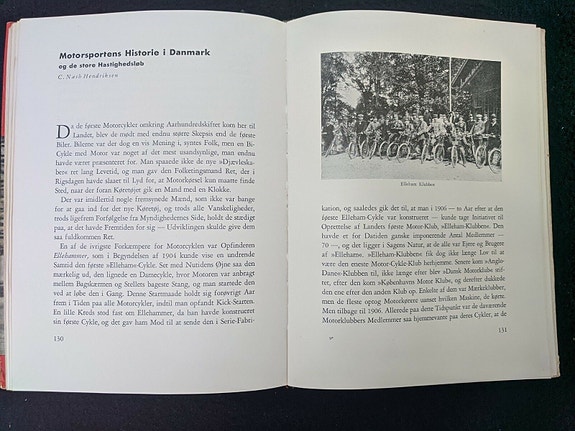 Motorsportens Historie i Danmark
og de store Hastighedsløb
C. Nørh Hendriksen
Da de første Motorcykler omkring Aarhundredskiftet kom her til
Landet, blev de mødt med endnu større Skepsis end de første
Biler. Bilerne var det dog en vis Mening i, syntes Folk, men en Bi-
Cykle med Motor var noget af det mest usandsynlige, man endnu
havde været præsenteret for. Man spaaede ikke de nye »Djævleska-
ber« ret lang Levetid, og man gav den Folketingsmand Ret, der i
Rigsdagen havde slaaet til Lyd for, at Motorkørsel kun maatte finde
Sted, naar der foran Køretøjet gik en Mand med en Klokke.
Der var imidlertid nogle fremsynede Mænd, som ikke var bange
for at gaa ind for det nye Køretøj, og trods alle Vanskeligheder,
trods ligefrem Forfølgelse fra Myndighedernes Side, holdt de stædigt
paa, at det havde Fremtiden for sig — Udviklingen skulde give dem
saa fuldkommen Ret.
En af de ivrigste Forkæmpere for Motorcyklen var Opfinderen
Ellehammer, som i Begyndelsen af 1904 kunde vise en undrende
Samtid den første »Elleham«-Cykle. Set med Nutidens Øjne saa den
mærkelig ud, den lignede en Damecykle, hvor Motoren var anbragt
mellem Bagskærmen og Stellets bageste Stang, og man startede den
ved at løbe den i Gang. Denne Startmaade holdt sig forøvrigt Aar
frem i Tiden paa alle Motorcykler, indtil man opfandt Kick-Starten.
En lille Kreds stod fast om Ellehammer, da han havde konstrueret
sin første Cykle, og det gav ham Mod til at sende den i Serie-Fabri-
130
Elleham Klubben
kation, og saaledes gik det til, at man i 1906 — to Aar efter at den
første Elleham-Cykle var konstrueret — kunde tage Initiativet til
Oprettelse af Landets første Motor-Klub, »Elleham-Klubben«. Den
havde et for Datiden ganske imponerende Antal Medlemmer —
70 —, og det ligger i Sagens Natur, at de alle var Ejere og Brugere
af »Elleham«. »Elleham-Klubben« fik dog ikke længe Lov til at
være den eneste Motor-Cykle-Klub herhjemme. Senere kom »Anglo-
Dane«-Klubben til, ikke længe efter blev »Dansk Motorklub« stif-
tet, efter den kom »Københavns Motor Klub«, og derefter dukkede
den ene efter den anden Klub op. Enkelte af dem var Mærkeklubber,
men de fleste optog Motorkørere uanset hvilken Maskine, de kørte.
Men tilbage til 1906. Allerede paa dette Tidspunkt var de daværende
Motorklubbers Medlemmer saa hjemmevante paa deres Cykler, at de
131